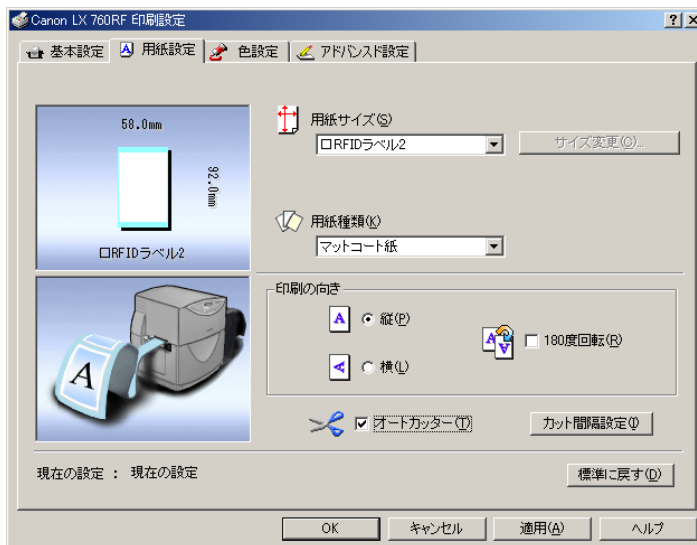 Canon LX 760RF 印刷設定
基本設定 用紙設定 色設定 アドバンスド設定
58.0mm
92.0mm
□RFIDラベル2
用紙サイズ(S)
□RFIDラベル2
サイズ変更(G)...
用紙種類(K)
マットコート紙
A
印刷の向き
A 縦(P)
A 横(L)
A A 180度回転(R)
オートカッター(T) カット間隔設定(I)
現在の設定 : 現在の設定
標準に戻す(D)
OK キャンセル 適用(A) ヘルプ